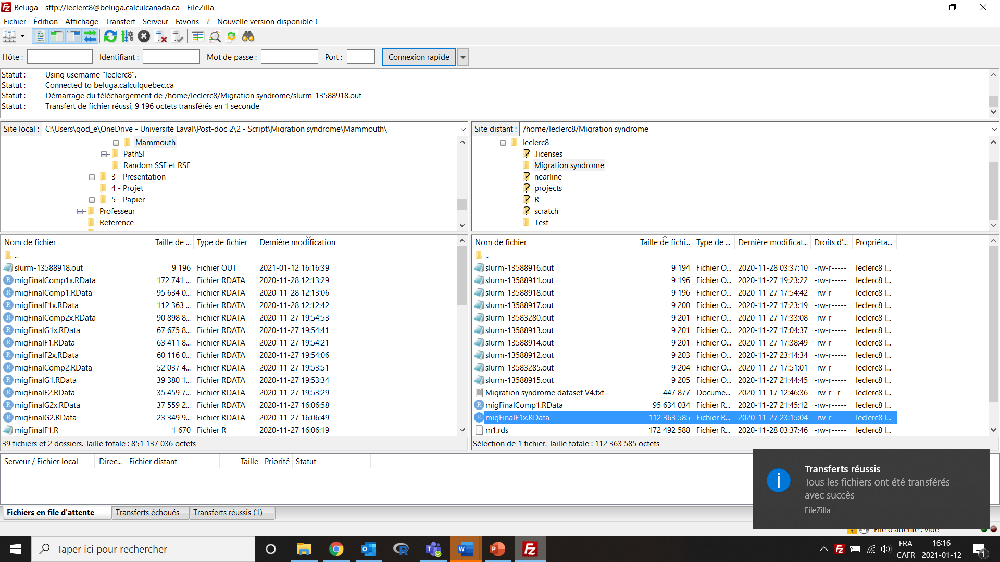 Beluga - sftp://leclerc8@beluga.calculcanada.ca - FileZilla
Fichier Édition Affichage Transfert Serveur Favoris ? Nouvelle version disponible !
Hôte : Identifiant : Mot de passe : Port : Connexion rapide
Statut : Using username "leclerc8".
Statut : Connected to beluga.calculquebec.ca
Statut : Démarrage du téléchargement de /home/leclerc8/Migration syndrome/slurm-13588918.out
Statut : Transfert de fichier réussi, 9 196 octets transférés en 1 seconde
Site local : C:\Users\god_e\OneDrive - Université Laval\Post-doc 2\2 - Script\Migration syndrome\Mammouth\
Mammouth
PathSF
Random SSF et RSF
3 - Presentation
4 - Projet
5 - Papier
Professeur
Reference
Site distant : /home/leclerc8/Migration syndrome
leclerc8
.licenses
Migration syndrome
nearline
projects
R
scratch
Test
Nom de fichier Taille de ... Type de fichier Dernière modification
..
slurm-13588918.out 9 196 Fichier OUT 2021-01-12 16:16:39
migFinalComp1x.RData 172 741 ... Fichier RDATA 2020-11-28 12:13:29
migFinalComp1.RData 95 634 0... Fichier RDATA 2020-11-28 12:13:06
migFinalF1x.RData 112 363 ... Fichier RDATA 2020-11-28 12:12:42
migFinalComp2x.RData 90 898 8... Fichier RDATA 2020-11-27 19:54:53
migFinalG1x.RData 67 675 8... Fichier RDATA 2020-11-27 19:54:41
migFinalF1.RData 63 411 8... Fichier RDATA 2020-11-27 19:54:21
migFinalF2x.RData 60 116 0... Fichier RDATA 2020-11-27 19:54:06
migFinalComp2.RData 52 037 4... Fichier RDATA 2020-11-27 19:53:51
migFinalG1.RData 39 380 1... Fichier RDATA 2020-11-27 19:53:34
migFinalF2.RData 35 459 7... Fichier RDATA 2020-11-27 19:53:29
migFinalG2x.RData 37 559 2... Fichier RDATA 2020-11-27 16:06:58
migFinalG2.RData 23 349 9... Fichier RDATA 2020-11-27 16:06:49
migFinalF1.R 1 670 Fichier R 2020-11-27 16:06:19
39 fichiers et 2 dossiers. Taille totale : 851 137 036 octets
Nom de fichier Taille de fichi... Type de ... Dernière modificat... Droits d'... Propriéta...
..
slurm-13588916.out 9 194 Fichier O... 2020-11-28 03:37:10 -rw-r----- leclerc8 l...
slurm-13588911.out 9 196 Fichier O... 2020-11-27 19:23:22 -rw-r----- leclerc8 l...
slurm-13588918.out 9 196 Fichier O... 2020-11-27 17:54:42 -rw-r----- leclerc8 l...
slurm-13588917.out 9 200 Fichier O... 2020-11-27 17:23:19 -rw-r----- leclerc8 l...
slurm-13583280.out 9 201 Fichier O... 2020-11-27 17:33:08 -rw-r----- leclerc8 l...
slurm-13588913.out 9 201 Fichier O... 2020-11-27 17:04:37 -rw-r----- leclerc8 l...
slurm-13588914.out 9 201 Fichier O... 2020-11-27 17:38:49 -rw-r----- leclerc8 l...
slurm-13588912.out 9 203 Fichier O... 2020-11-27 23:14:34 -rw-r----- leclerc8 l...
slurm-13583285.out 9 204 Fichier O... 2020-11-27 17:51:01 -rw-r----- leclerc8 l...
slurm-13588915.out 9 205 Fichier O... 2020-11-27 21:44:45 -rw-r----- leclerc8 l...
Migration syndrome dataset V4.txt 447 877 Docume... 2020-11-17 12:46:36 -rw-r--r-- leclerc8 l...
migFinalComp1.RData 95 634 034 Fichier R... 2020-11-27 21:45:12 -rw-r----- leclerc8 l...
migFinalF1x.RData 112 363 585 Fichier R... 2020-11-27 23:15:04 -rw-r----- leclerc8 l...
m1.rds 172 492 588 Fichier R... 2020-11-28 03:37:46 -rw-r----- leclerc8 l...
Sélection de 1 fichier. Taille totale : 112 363 585 octets
Serveur / Fichier local Direc... Fichier distant Taille Priorité Statut
Transferts réussis
Tous les fichiers ont été transférés
avec succès
FileZilla
Fichiers en file d'attente Transferts échoués Transferts réussis (1)
File d'attente : vide
Taper ici pour rechercher
FRA
CAFR
16:16
2021-01-12
1